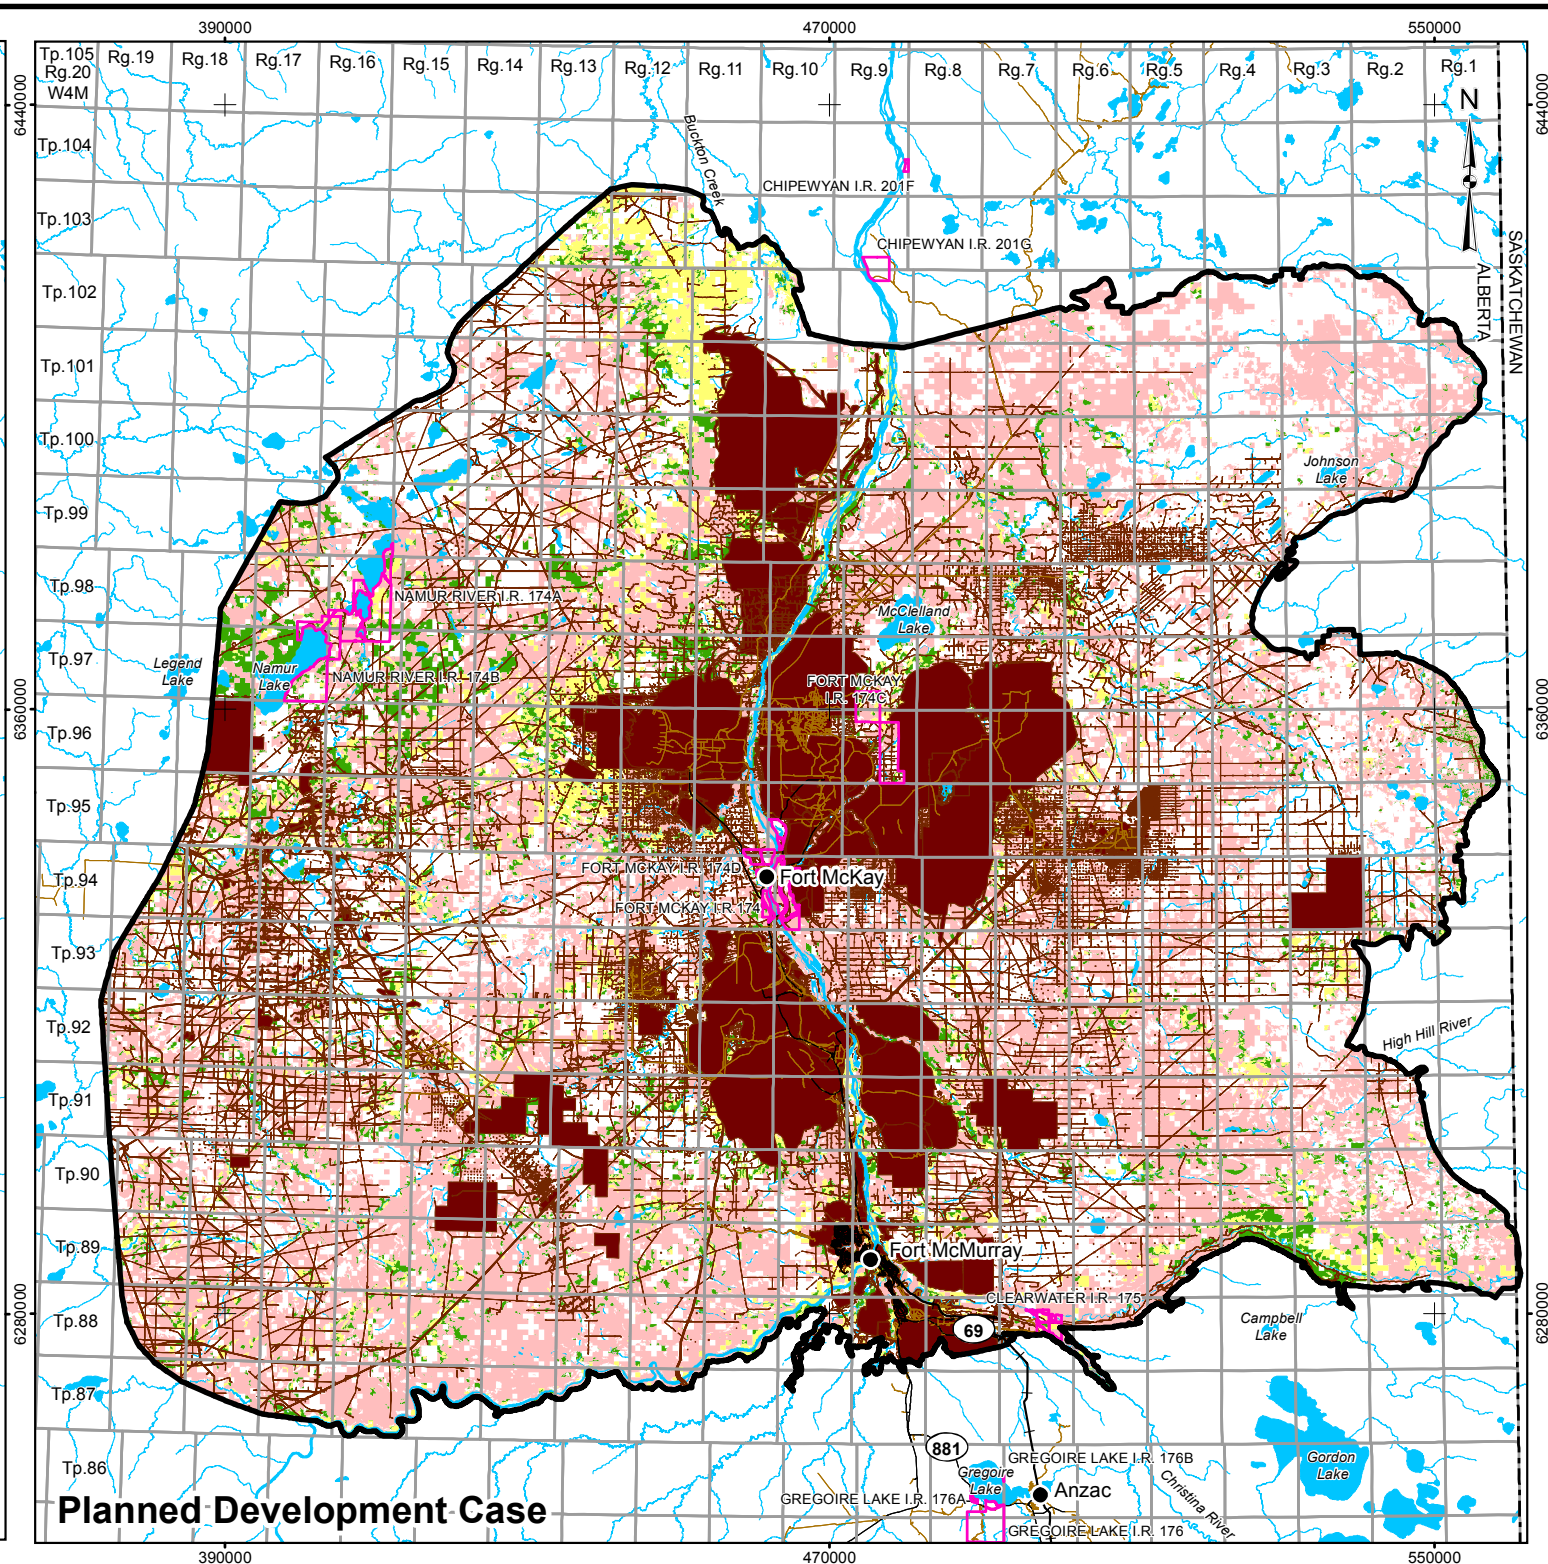 390000
470000
550000
Tp.105
Rg.20
W4M
Rg.19
Rg.18
Rg.17
Rg.16
Rg.15
Rg.14
Rg.13
Rg.12
Rg.11
Rg.10
Rg.9
Rg.8
Rg.7
Rg.6
Rg.5
Rg.4
Rg.3
Rg.2
Rg.1
6440000
6440000
N
Tp.104
Buckton Creek
CHIPEWYAN I.R. 201F
Tp.103
CHIPEWYAN I.R. 201G
SASKATCHEWAN
ALBERTA
Tp.102
Tp.101
Tp.100
Johnson
Lake
Tp.99
Tp.98
NAMUR RIVER I.R. 174A
McClelland
Lake
Tp.97
Legend
Lake
Namur
Lake
NAMUR RIVER I.R. 174B
FORT MCKAY
I.R. 174C
6360000
6360000
Tp.96
Tp.95
Tp.94
FORT MCKAY I.R. 174D
Fort McKay
FORT MCKAY I.R. 174
Tp.93
Tp.92
High Hill River
Tp.91
Tp.90
Tp.89
Fort McMurray
CLEARWATER I.R. 175
6280000
6280000
Tp.88
69
Campbell
Lake
Tp.87
881
GREGOIRE LAKE I.R. 176B
Gordon
Lake
Tp.86
Gregoire
Lake
Christina River
Anzac
GREGOIRE LAKE I.R. 176A
Planned Development Case
GREGOIRE LAKE I.R. 176
390000
470000
550000